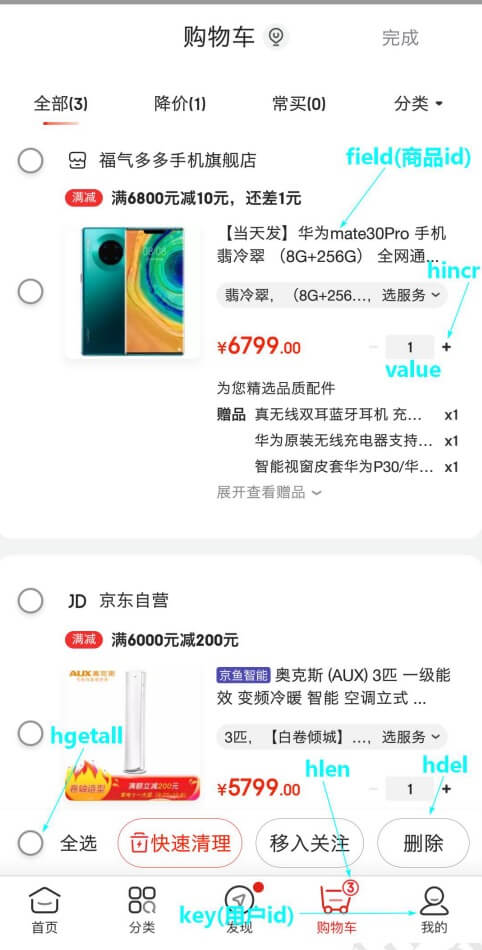 购物车
完成
全部(3)
降价(1)
常买(0)
分类
福气多多手机旗舰店
field(商品id)
满减 满6800元减10元，还差1元
【当天发】华为mate30Pro 手机
翡冷翠 （8G+256G） 全网通...
hincr
翡冷翠，（8G+256...，选服务
¥6799.00
1 +
value
为您精选品质配件
赠品 真无线双耳蓝牙耳机 充... x1
华为原装无线充电器支持... x1
智能视窗皮套华为P30/华... x1
展开查看赠品
JD 京东自营
满减 满6000元减200元
AUX奥克斯
京鱼智能 奥克斯 (AUX) 3匹 一级能
效 变频冷暖 智能 空调立式 ...
hgetall
3匹，【白卷倾城】...，选服务
hlen
hdel
卷轴造型
满额立减200元
¥5799.00
1 +
全选
快速清理
移入关注
删除
3
首页
分类
发现
key(用户id)
购物车
我的